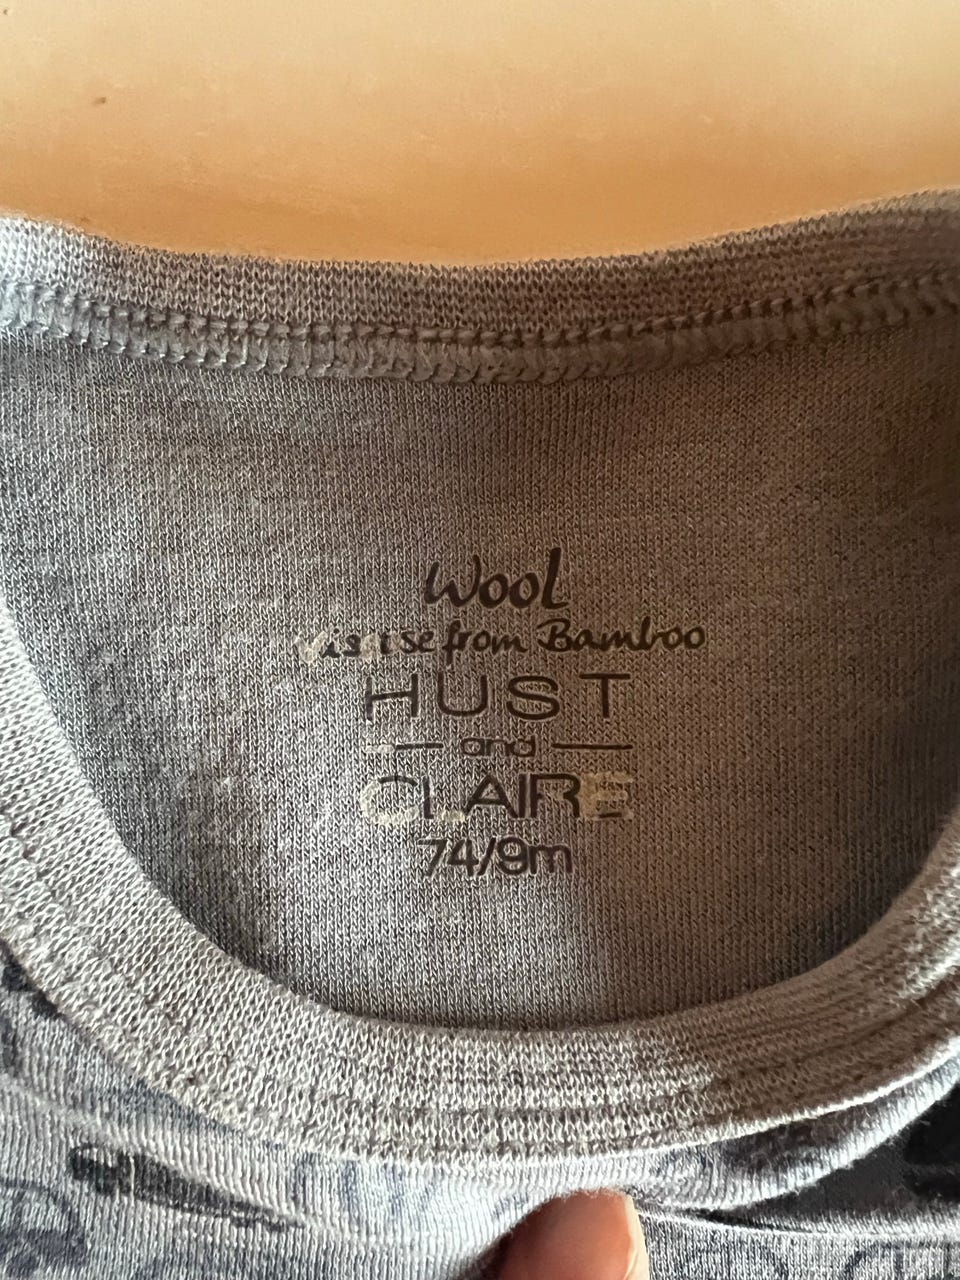 Wool
Viscose from Bamboo
HUST
and
CLAIRE
74/9m